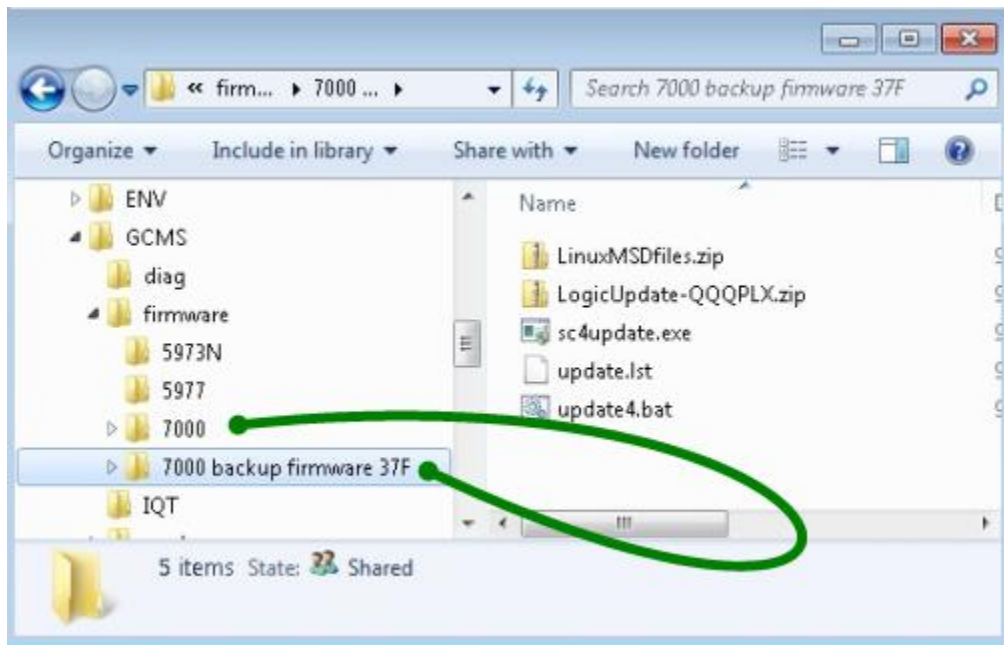 « firm... ▸ 7000 ... ▸ Search 7000 backup firmware 37F
Organize Include in library Share with New folder
ENV
GCMS
diag
firmware
5973N
5977
7000
7000 backup firmware 37F
IQT
Name
LinuxMSDfiles.zip
LogicUpdate-QQQPLX.zip
sc4update.exe
update.lst
update4.bat
5 items State: Shared